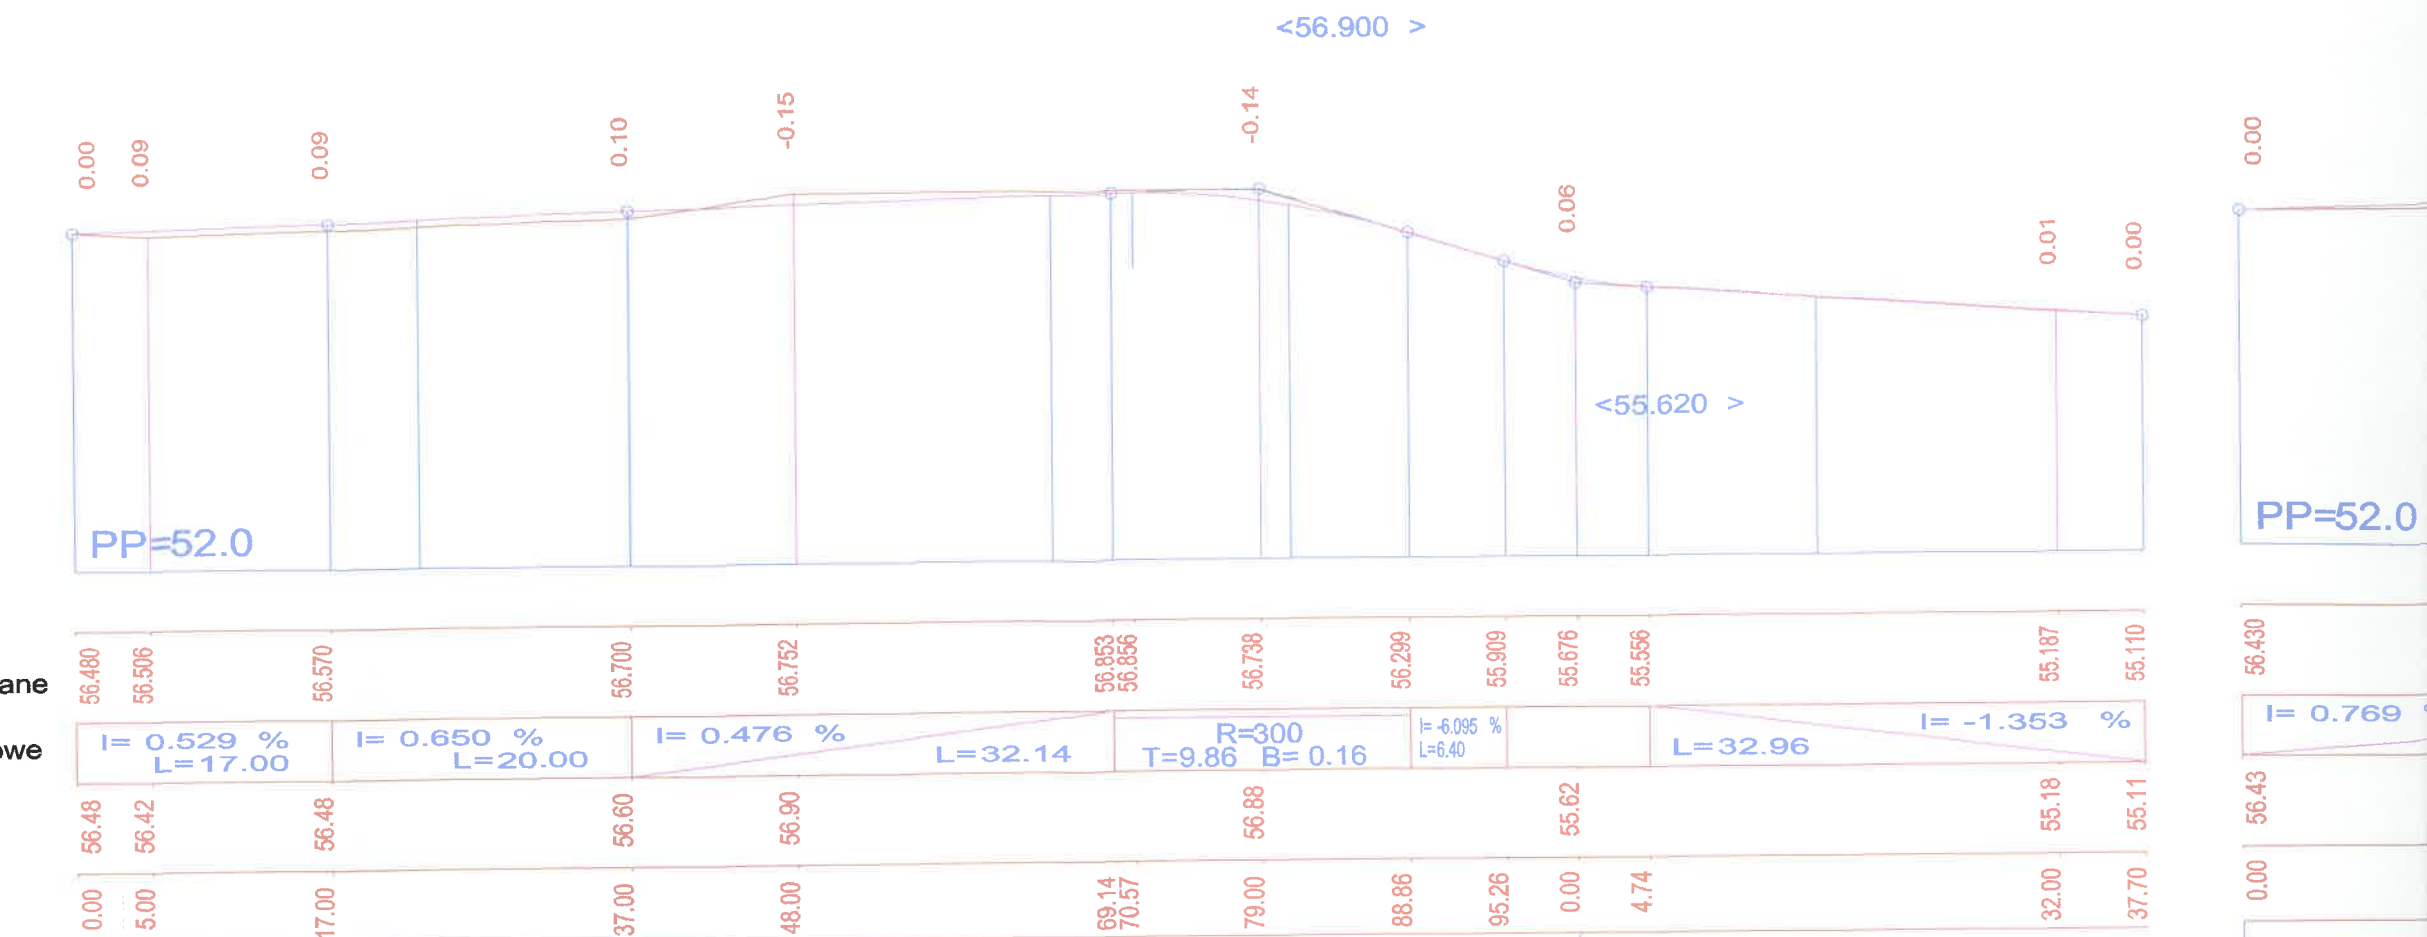 <56.900 >
0.00 0.09 0.09 0.10 -0.15 -0.14 0.06 0.01 0.00 0.00
<55.620 >
PP=52.0 PP=52.0
ane 56.480 56.506 56.570 56.700 56.752 56.853 56.856 56.738 56.299 55.909 55.676 55.556 55.187 55.110 56.430
owe
I= 0.529 %
L=17.00
I= 0.650 %
L=20.00
I= 0.476 %
L=32.14
R=300
T=9.86 B= 0.16
I= -6.095 %
L=6.40
I= -1.353 %
L=32.96
I= 0.769
56.48 56.42 56.48 56.60 56.90 56.88 55.62 55.18 55.11 56.43
0.00 5.00 17.00 37.00 48.00 69.14 70.57 79.00 88.86 95.26 0.00 4.74 32.00 37.70 0.00